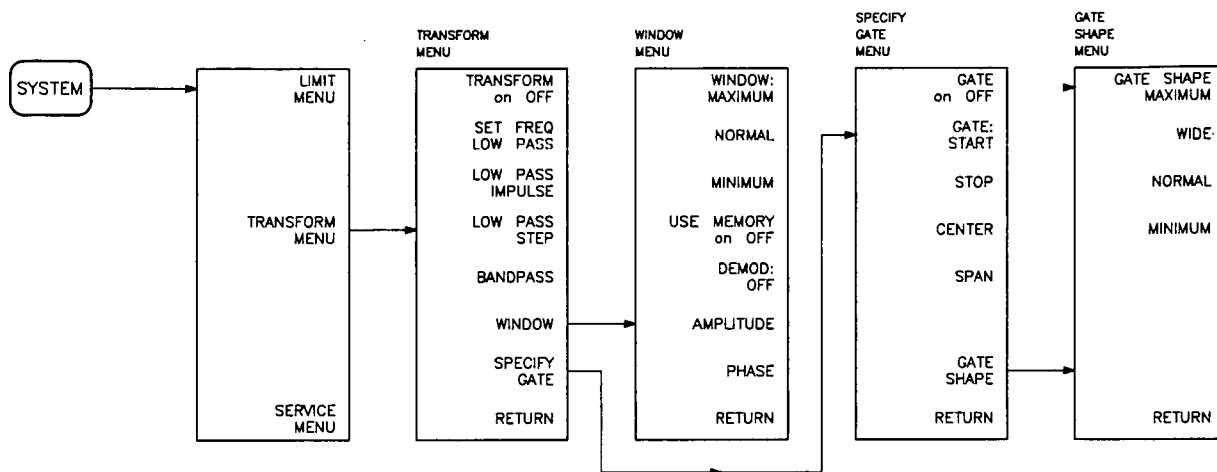 SYSTEM
LIMIT
MENU
TRANSFORM
MENU
SERVICE
MENU
TRANSFORM
MENU
TRANSFORM
on OFF
SET FREQ
LOW PASS
LOW PASS
IMPULSE
LOW PASS
STEP
BANDPASS
WINDOW
SPECIFY
GATE
RETURN
WINDOW
MENU
WINDOW:
MAXIMUM
NORMAL
MINIMUM
USE MEMORY
on OFF
DEMOD:
OFF
AMPLITUDE
PHASE
RETURN
SPECIFY
GATE
MENU
GATE
on OFF
GATE:
START
STOP
CENTER
SPAN
GATE
SHAPE
RETURN
GATE
SHAPE
MENU
GATE SHAPE
MAXIMUM
WIDE
NORMAL
MINIMUM
RETURN